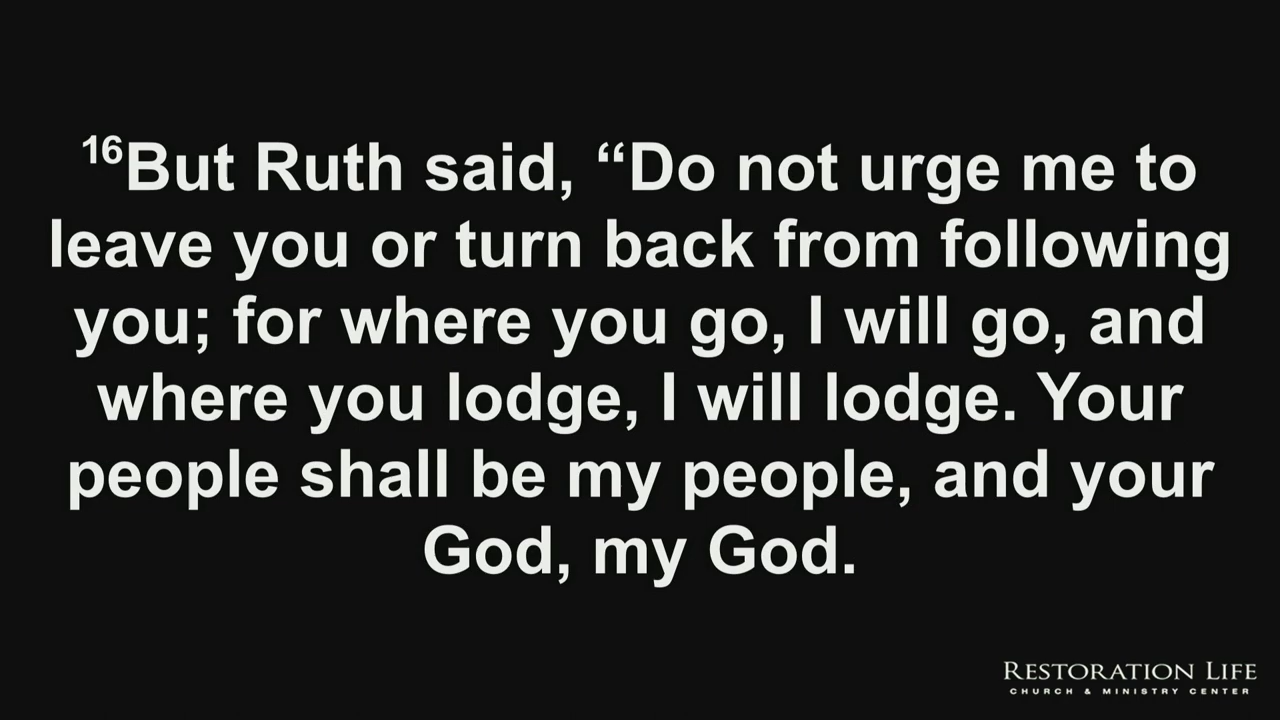 ¹⁶But Ruth said, “Do not urge me to
leave you or turn back from following
you; for where you go, I will go, and
where you lodge, I will lodge. Your
people shall be my people, and your
God, my God.
RESTORATION LIFE
CHURCH & MINISTRY CENTER